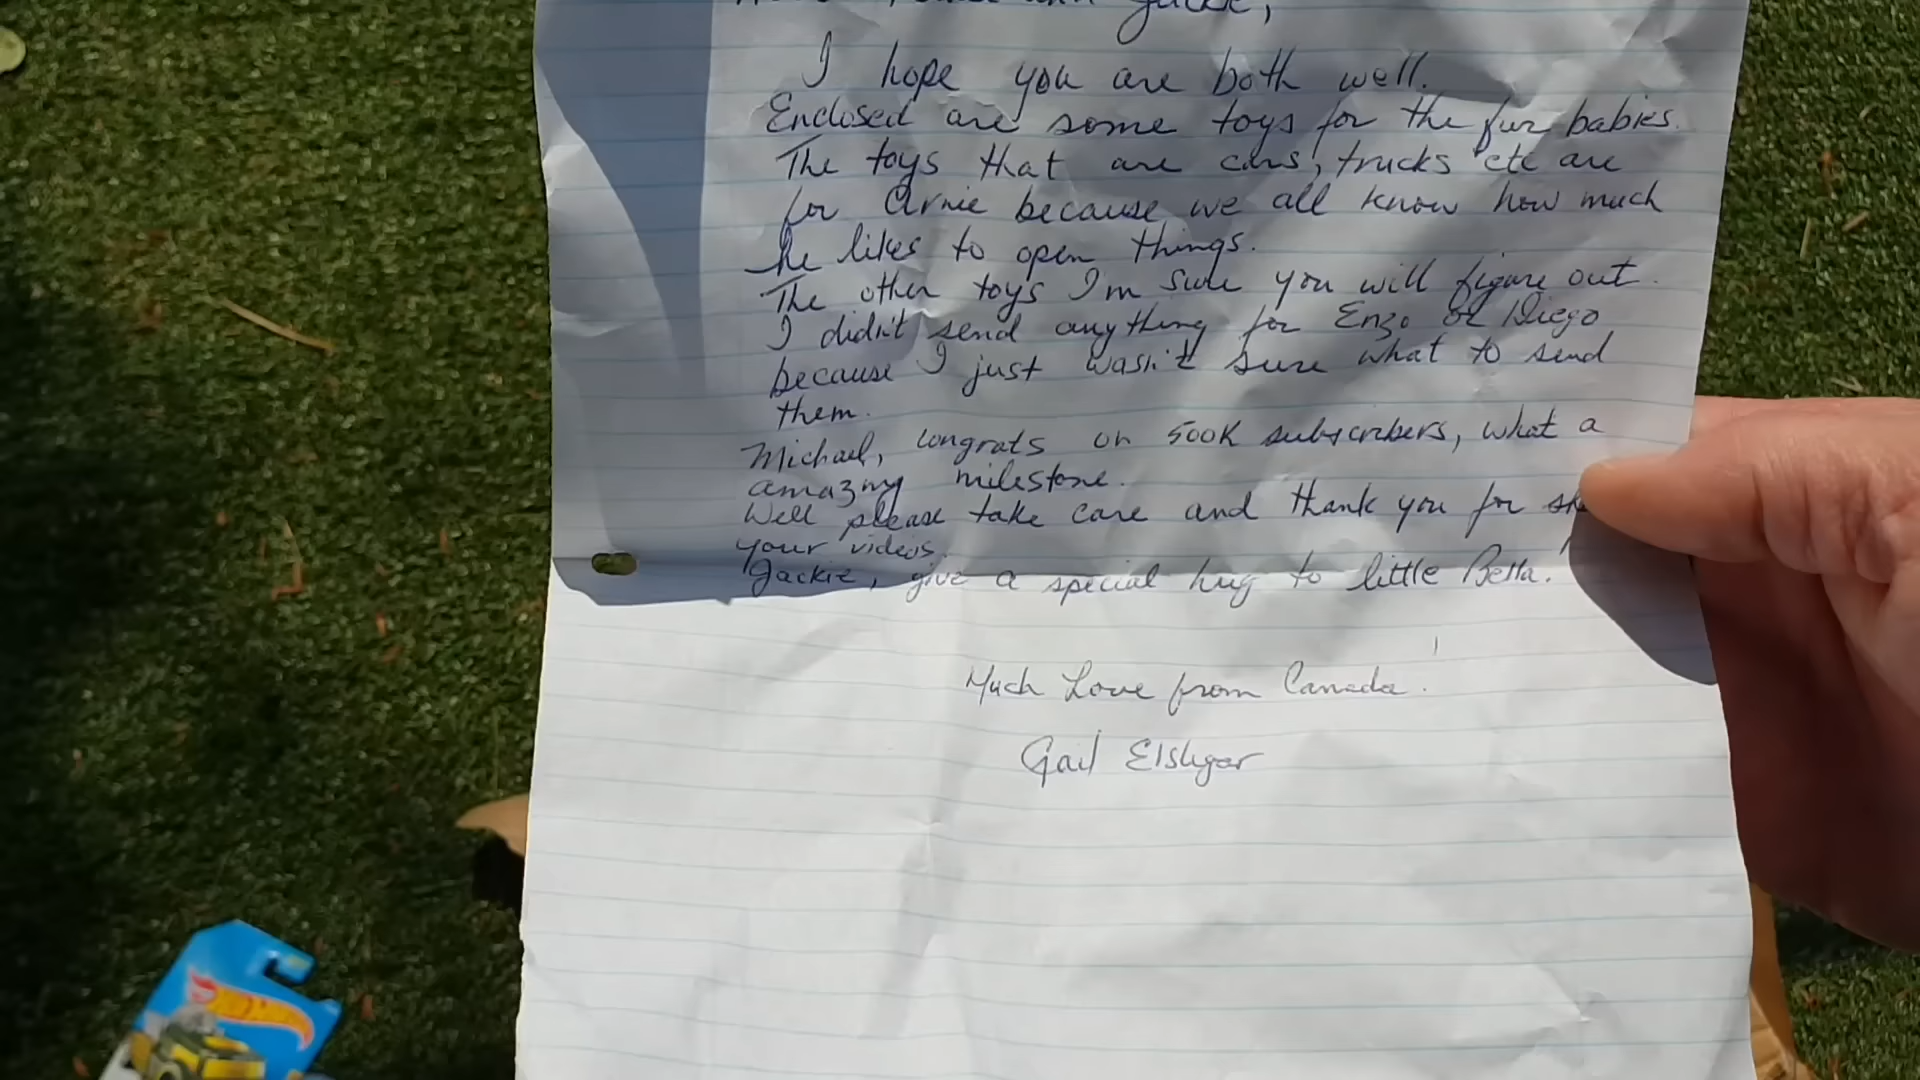 Jackie,
I hope you are both well.
Enclosed are some toys for the fur babies.
The toys that are cars, trucks etc are
for Arnie because we all know how much
he likes to open things.
The other toys I'm sure you will figure out.
I didn't send anything for Enzo or Diego
because I just wasn't sure what to send
them.
Michael, congrats on 500K subscribers, what a
amazing milestone.
Well please take care and thank you for
your videos.
Jackie, give a special hug to little Bella.
Much Love from Canada!
Gail
Hot Wheels